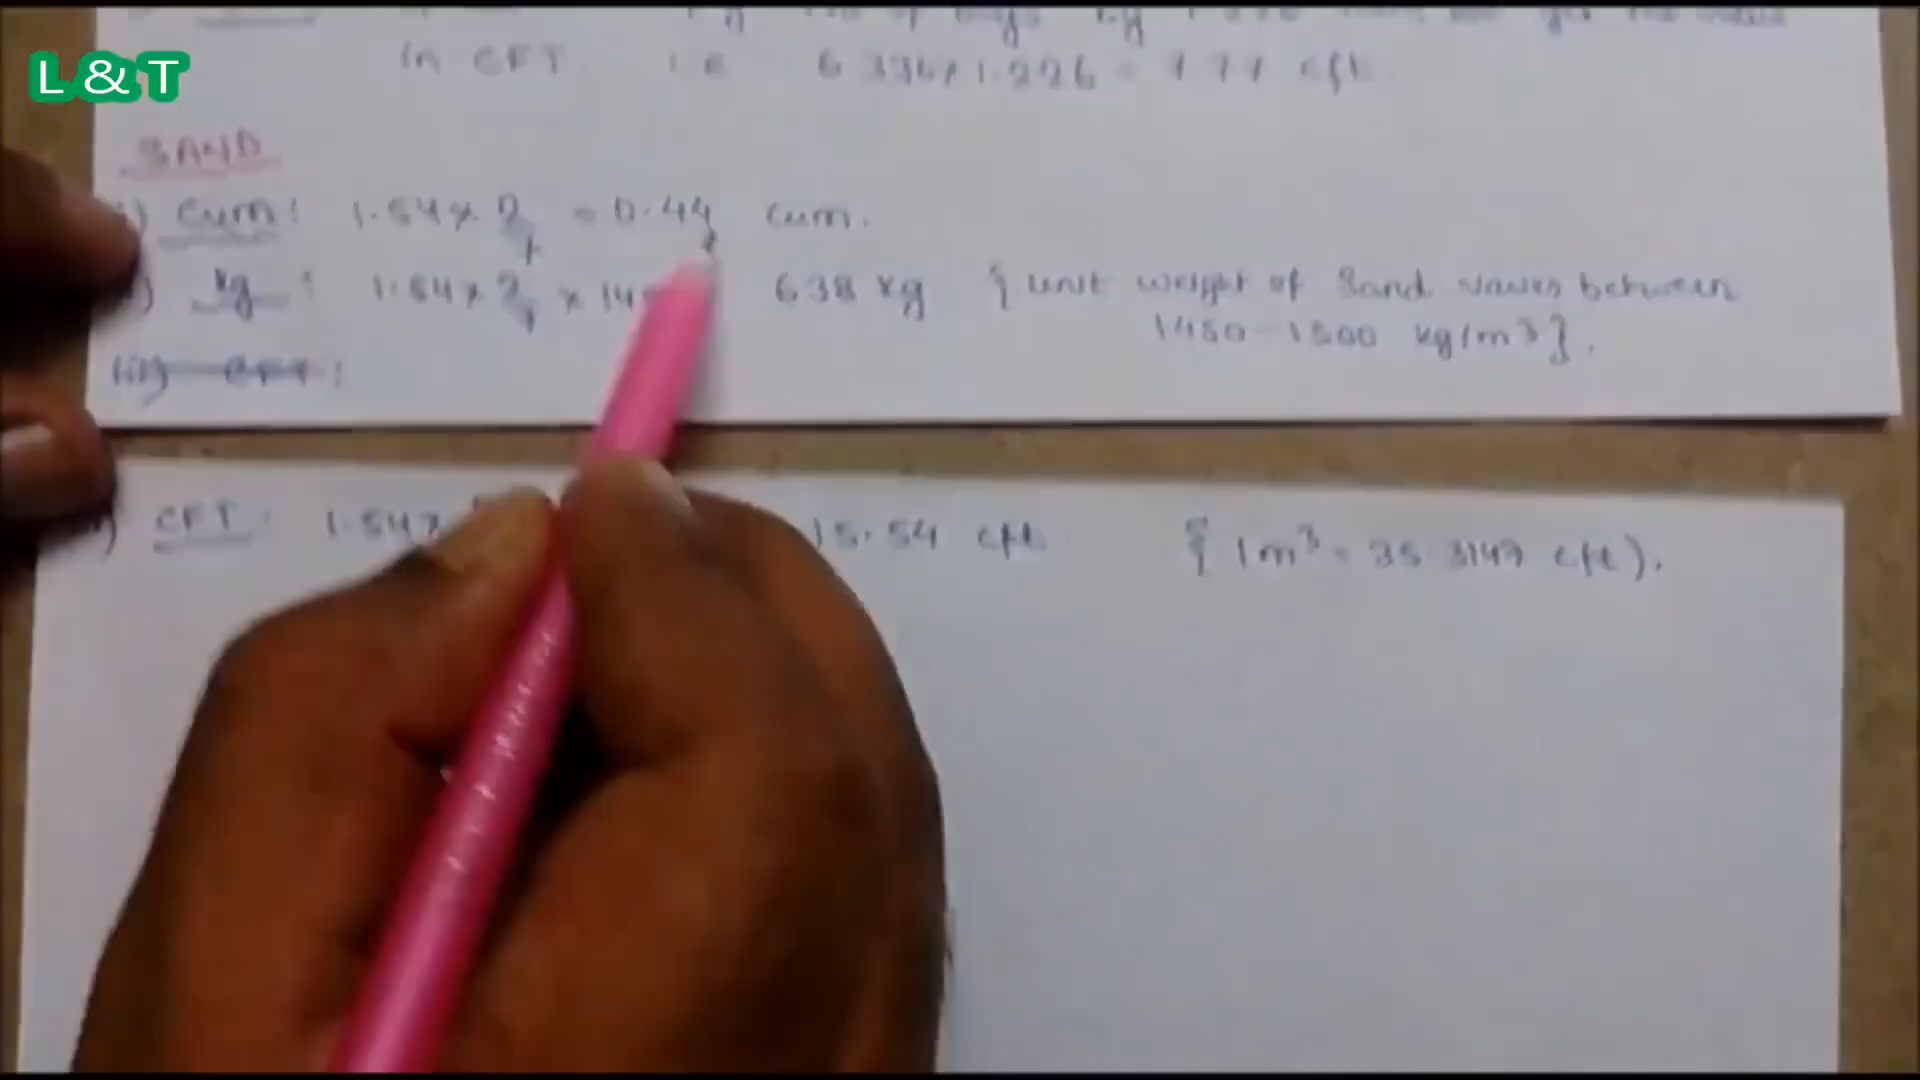 L&T
in CFT i.e 6.336 x 1.226 = 7.77 cft.
SAND
i) cum: 1.54 x 2/7 = 0.44 cum.
kg : 1.54 x 2/7 x 14 638 kg { unit weight of Sand varies between
1450 - 1500 kg/m³}.
iii) CFT :
CFT : 1.54 x 15.54 cft { 1m³ = 35.3147 cft).